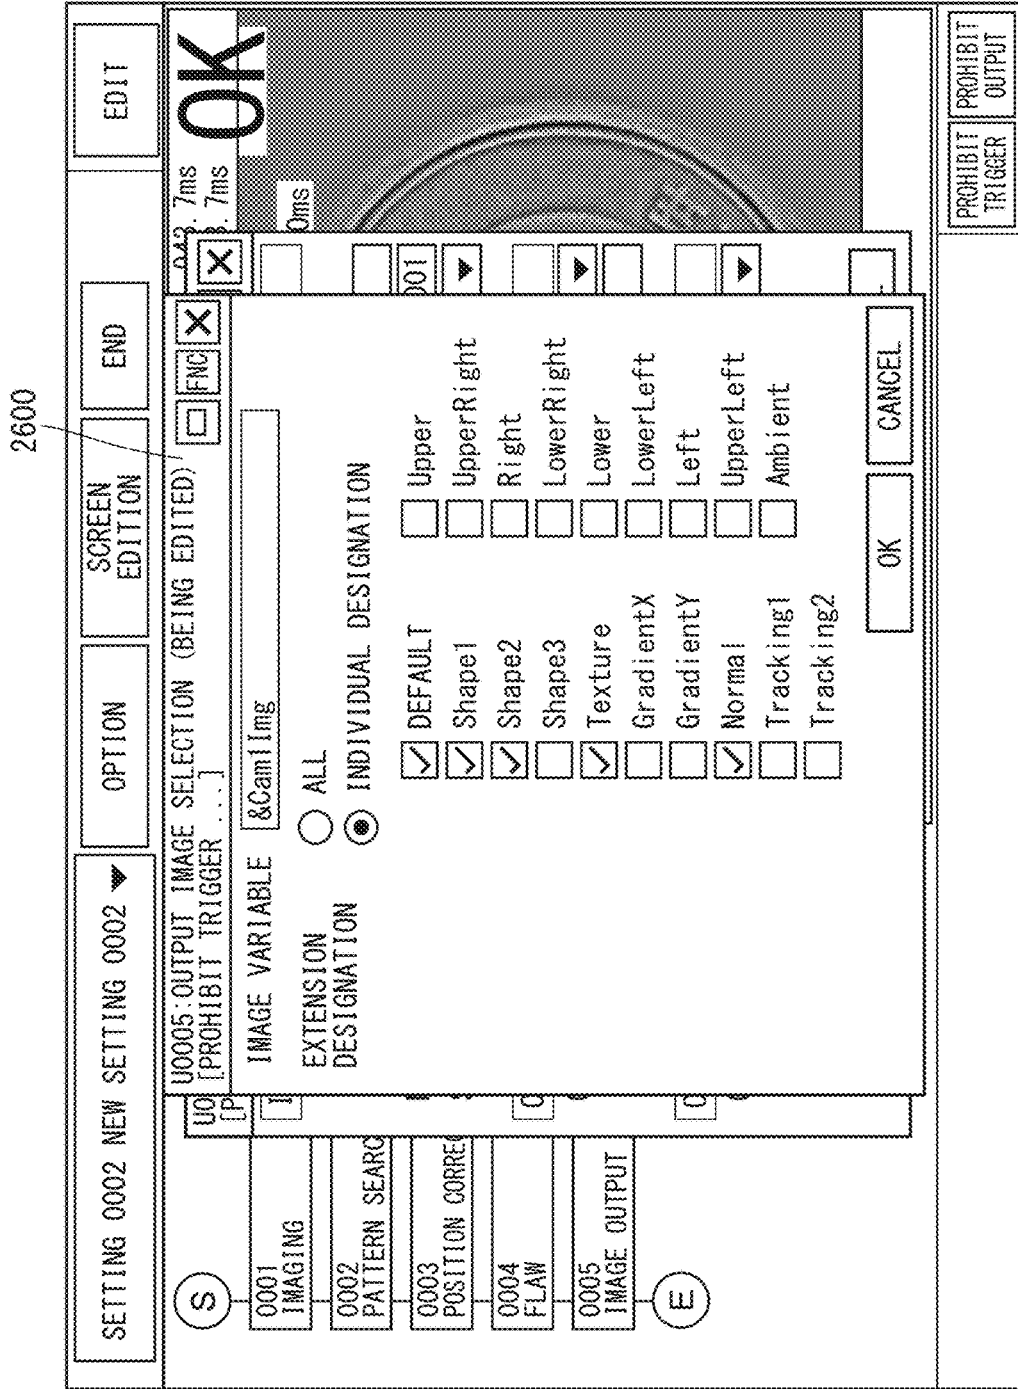 2600
SETTING 0002 NEW SETTING 0002
OPTION
SCREEN
EDITION
END
EDIT
7ms
7ms
OK
0ms
S
0001
IMAGING
0002
PATTERN SEARC
0003
POSITION CORREC
0004
FLAW
0005
IMAGE OUTPUT
E
U0005:OUTPUT IMAGE SELECTION (BEING EDITED)
[PROHIBIT TRIGGER ...]
FNC
IMAGE VARIABLE
&Cam1Img
EXTENSION
DESIGNATION
ALL
INDIVIDUAL DESIGNATION
DEFAULT
Shape1
Shape2
Shape3
Texture
GradientX
GradientY
Normal
Tracking1
Tracking2
Upper
UpperRight
Right
LowerRight
Lower
LowerLeft
Left
UpperLeft
Ambient
OK
CANCEL
PROHIBIT
TRIGGER
PROHIBIT
OUTPUT